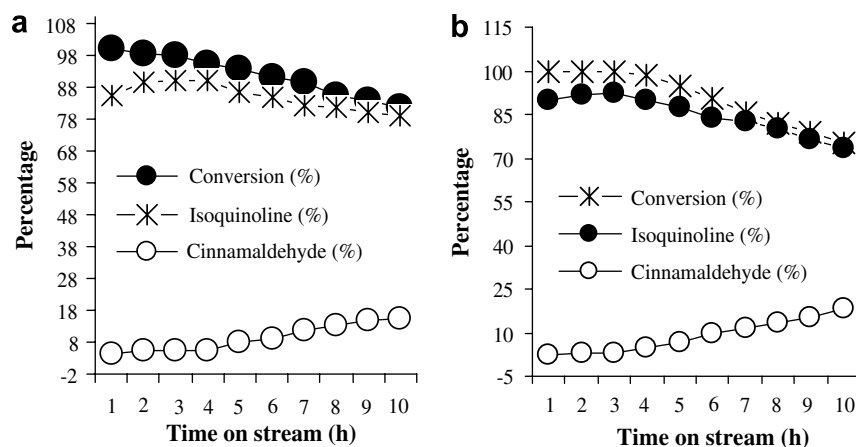 a
108
98
88
78
68
58
48
38
28
18
8
-2
Percentage
Conversion (%)
Isoquinoline (%)
Cinnamaldehyde (%)
1 2 3 4 5 6 7 8 9 10
Time on stream (h)
b
115
100
85
70
55
40
25
10
-5
Percentage
Conversion (%)
Isoquinoline (%)
Cinnamaldehyde (%)
1 2 3 4 5 6 7 8 9 10
Time on stream (h)